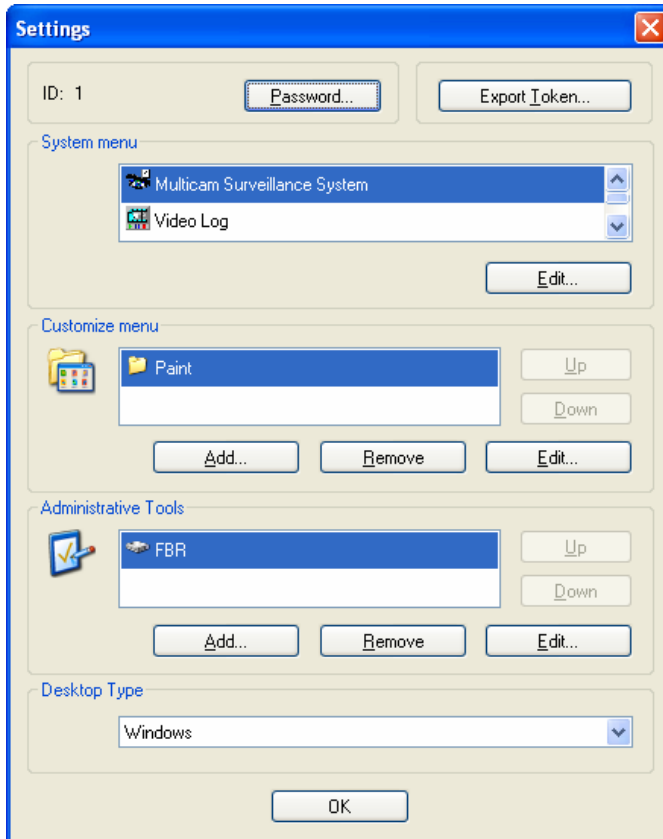 Settings
ID: 1 Password... Export Token...
System menu
Multicam Surveillance System
Video Log
Edit...
Customize menu
Paint
Up
Down
Add... Remove Edit...
Administrative Tools
FBR
Up
Down
Add... Remove Edit...
Desktop Type
Windows
OK